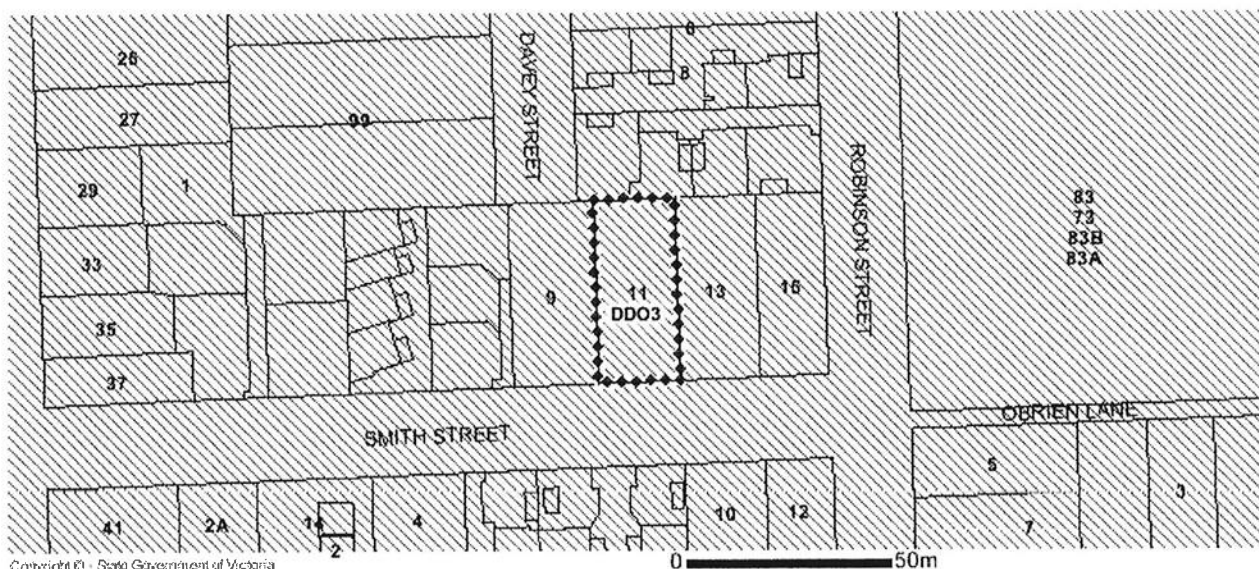 26
27
29
1
33
35
37
99
DAVEY STREET
6
8
ROBINSON STREET
83
73
83B
83A
9
11
DDO3
13
15
SMITH STREET
OBRIEN LANE
41
2A
14
2
4
10
12
5
3
7
0 50m
Copyright © - State Government of Victoria